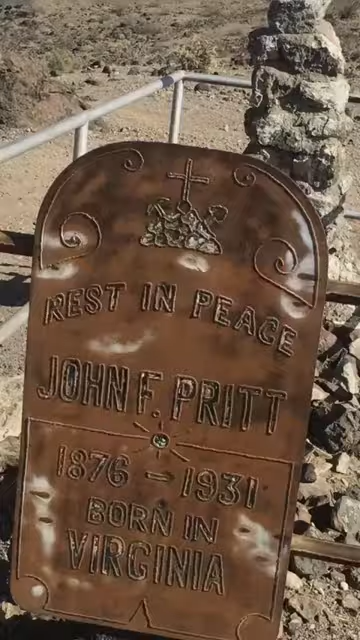 REST IN PEACE
JOHN F. PRITT
1876 – 1931
BORN IN
VIRGINIA